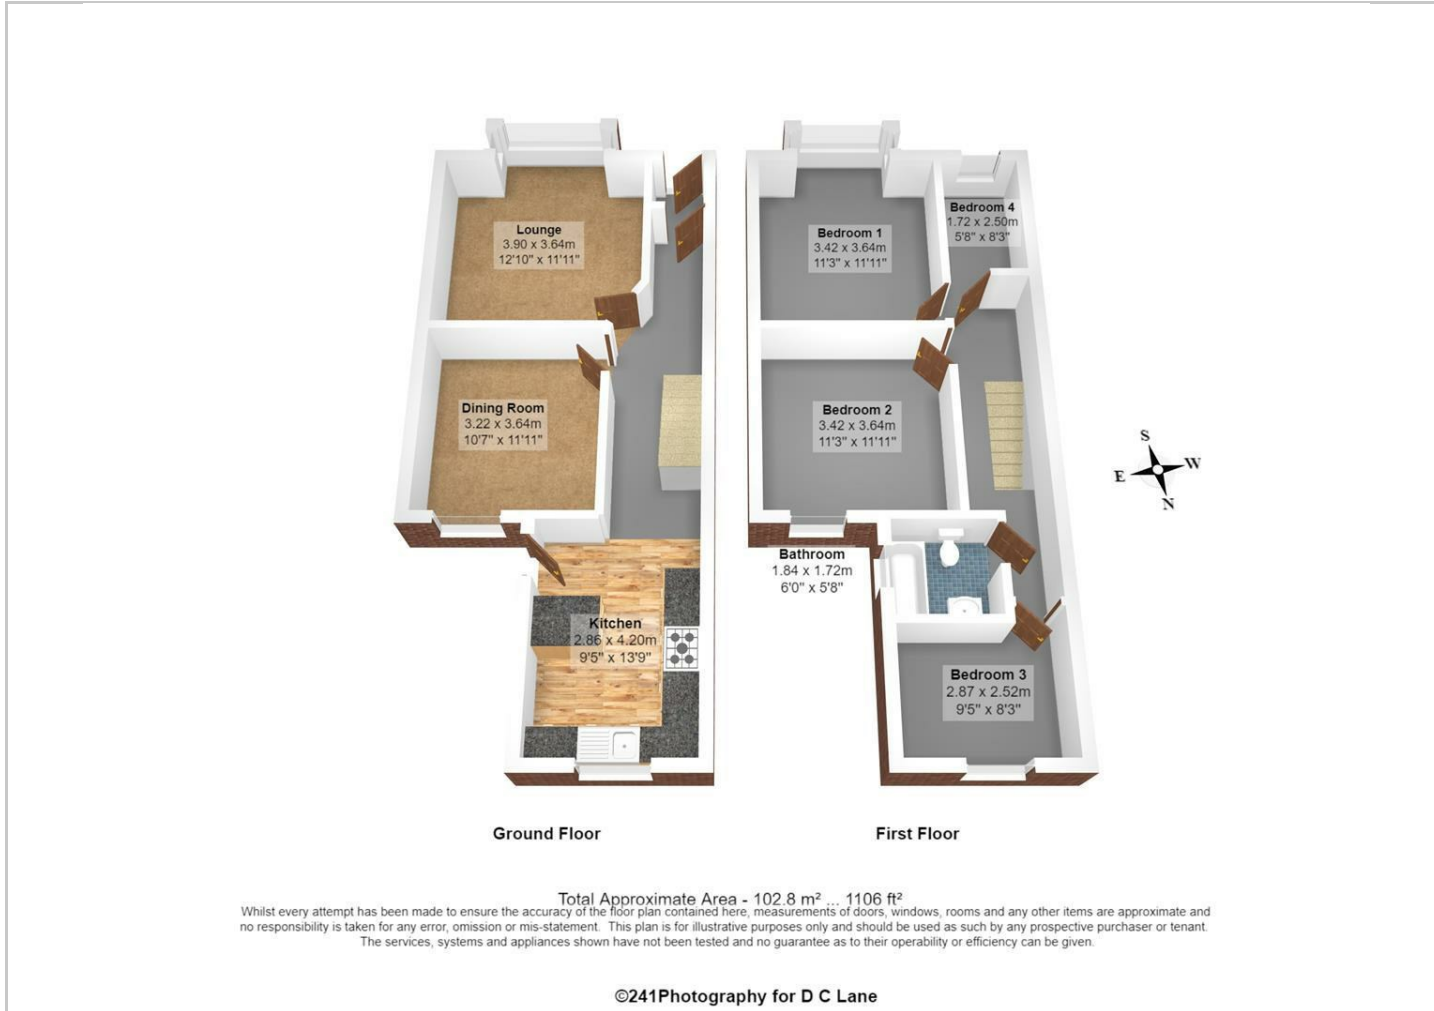 Lounge
3.90 x 3.64m
12'10" x 11'11"
Dining Room
3.22 x 3.64m
10'7" x 11'11"
Kitchen
2.86 x 4.20m
9'5" x 13'9"
Ground Floor
Bedroom 1
3.42 x 3.64m
11'3" x 11'11"
Bedroom 4
1.72 x 2.50m
5'8" x 8'3"
Bedroom 2
3.42 x 3.64m
11'3" x 11'11"
Bathroom
1.84 x 1.72m
6'0" x 5'8"
Bedroom 3
2.87 x 2.52m
9'5" x 8'3"
First Floor
S
E
W
N
Total Approximate Area - 102.8 m² ... 1106 ft²
Whilst every attempt has been made to ensure the accuracy of the floor plan contained here, measurements of doors, windows, rooms and any other items are approximate and
no responsibility is taken for any error, omission or mis-statement. This plan is for illustrative purposes only and should be used as such by any prospective purchaser or tenant.
The services, systems and appliances shown have not been tested and no guarantee as to their operability or efficiency can be given.
©241Photography for D C Lane